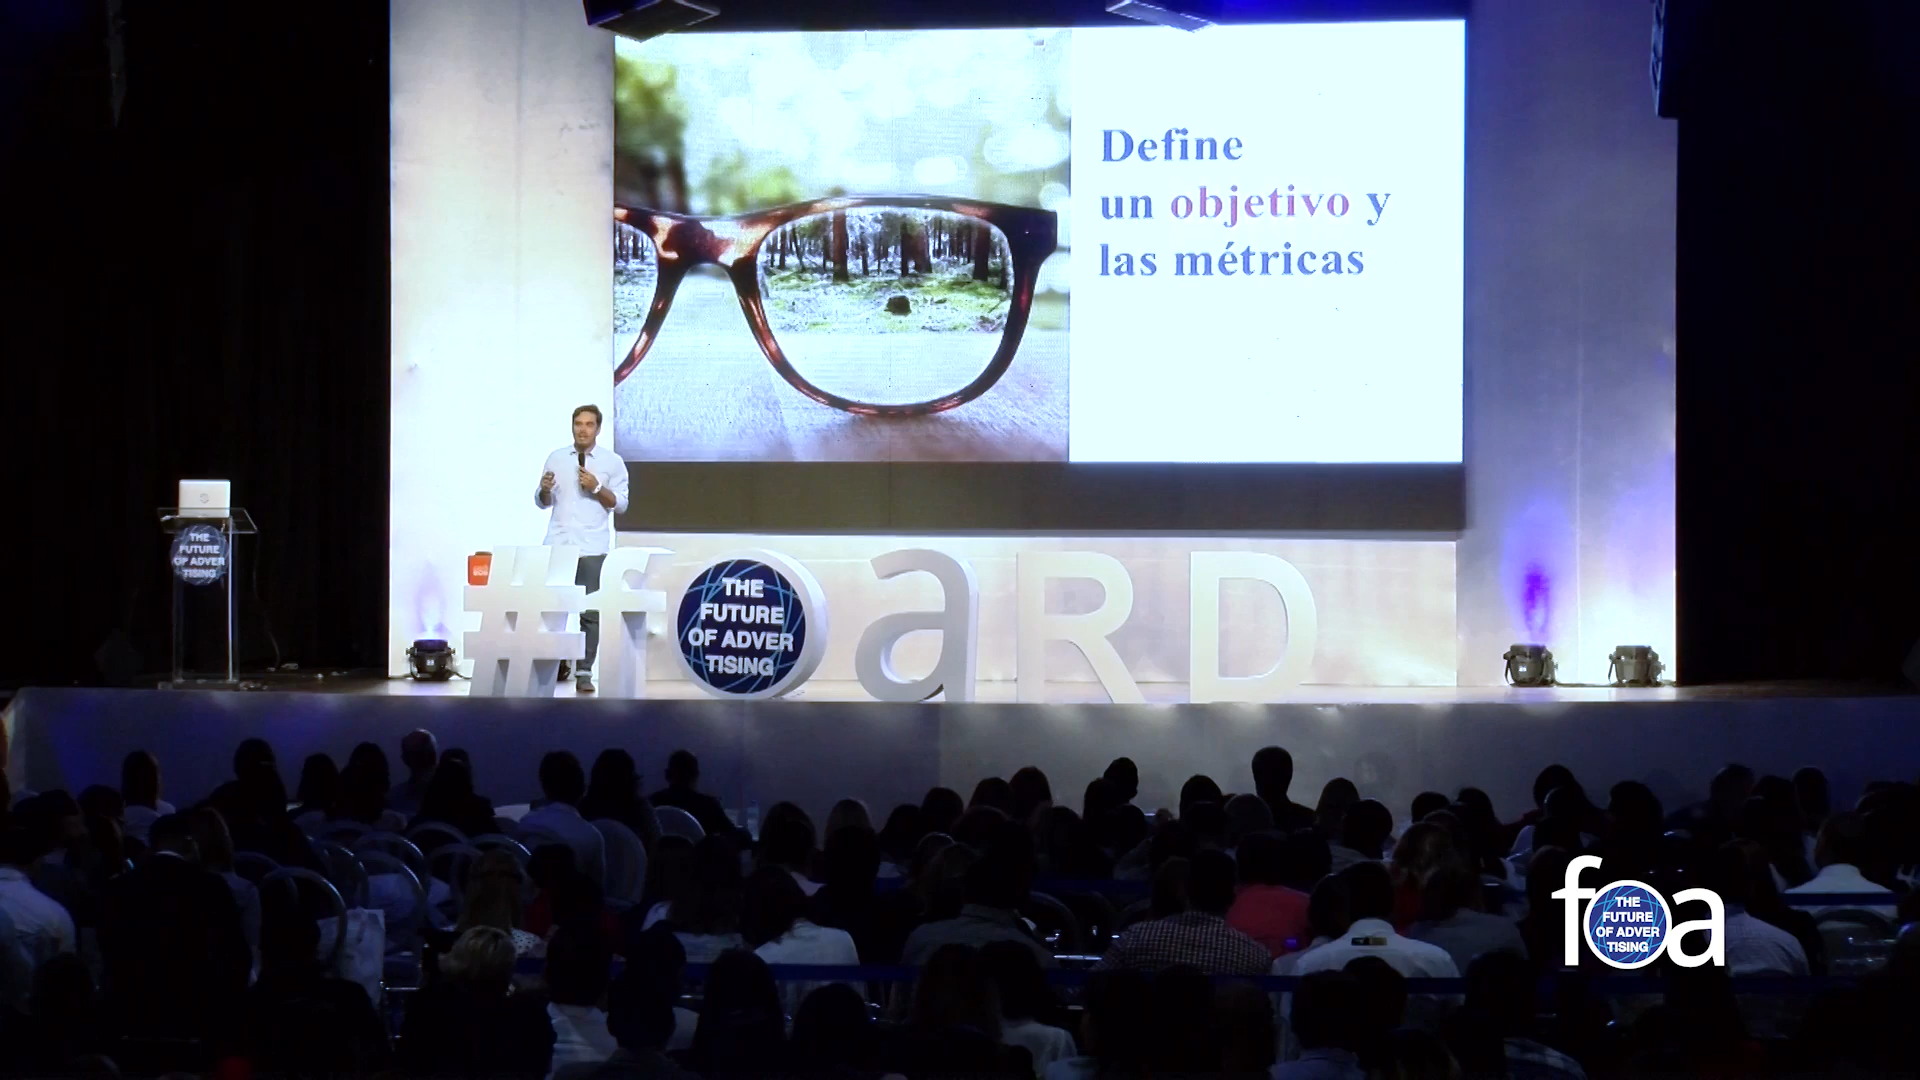 Define
un objetivo y
las métricas
THE
FUTURE
OF ADVER
TISING
#foaRD
THE
FUTURE
OF ADVER
TISING
foa
THE
FUTURE
OF ADVER
TISING